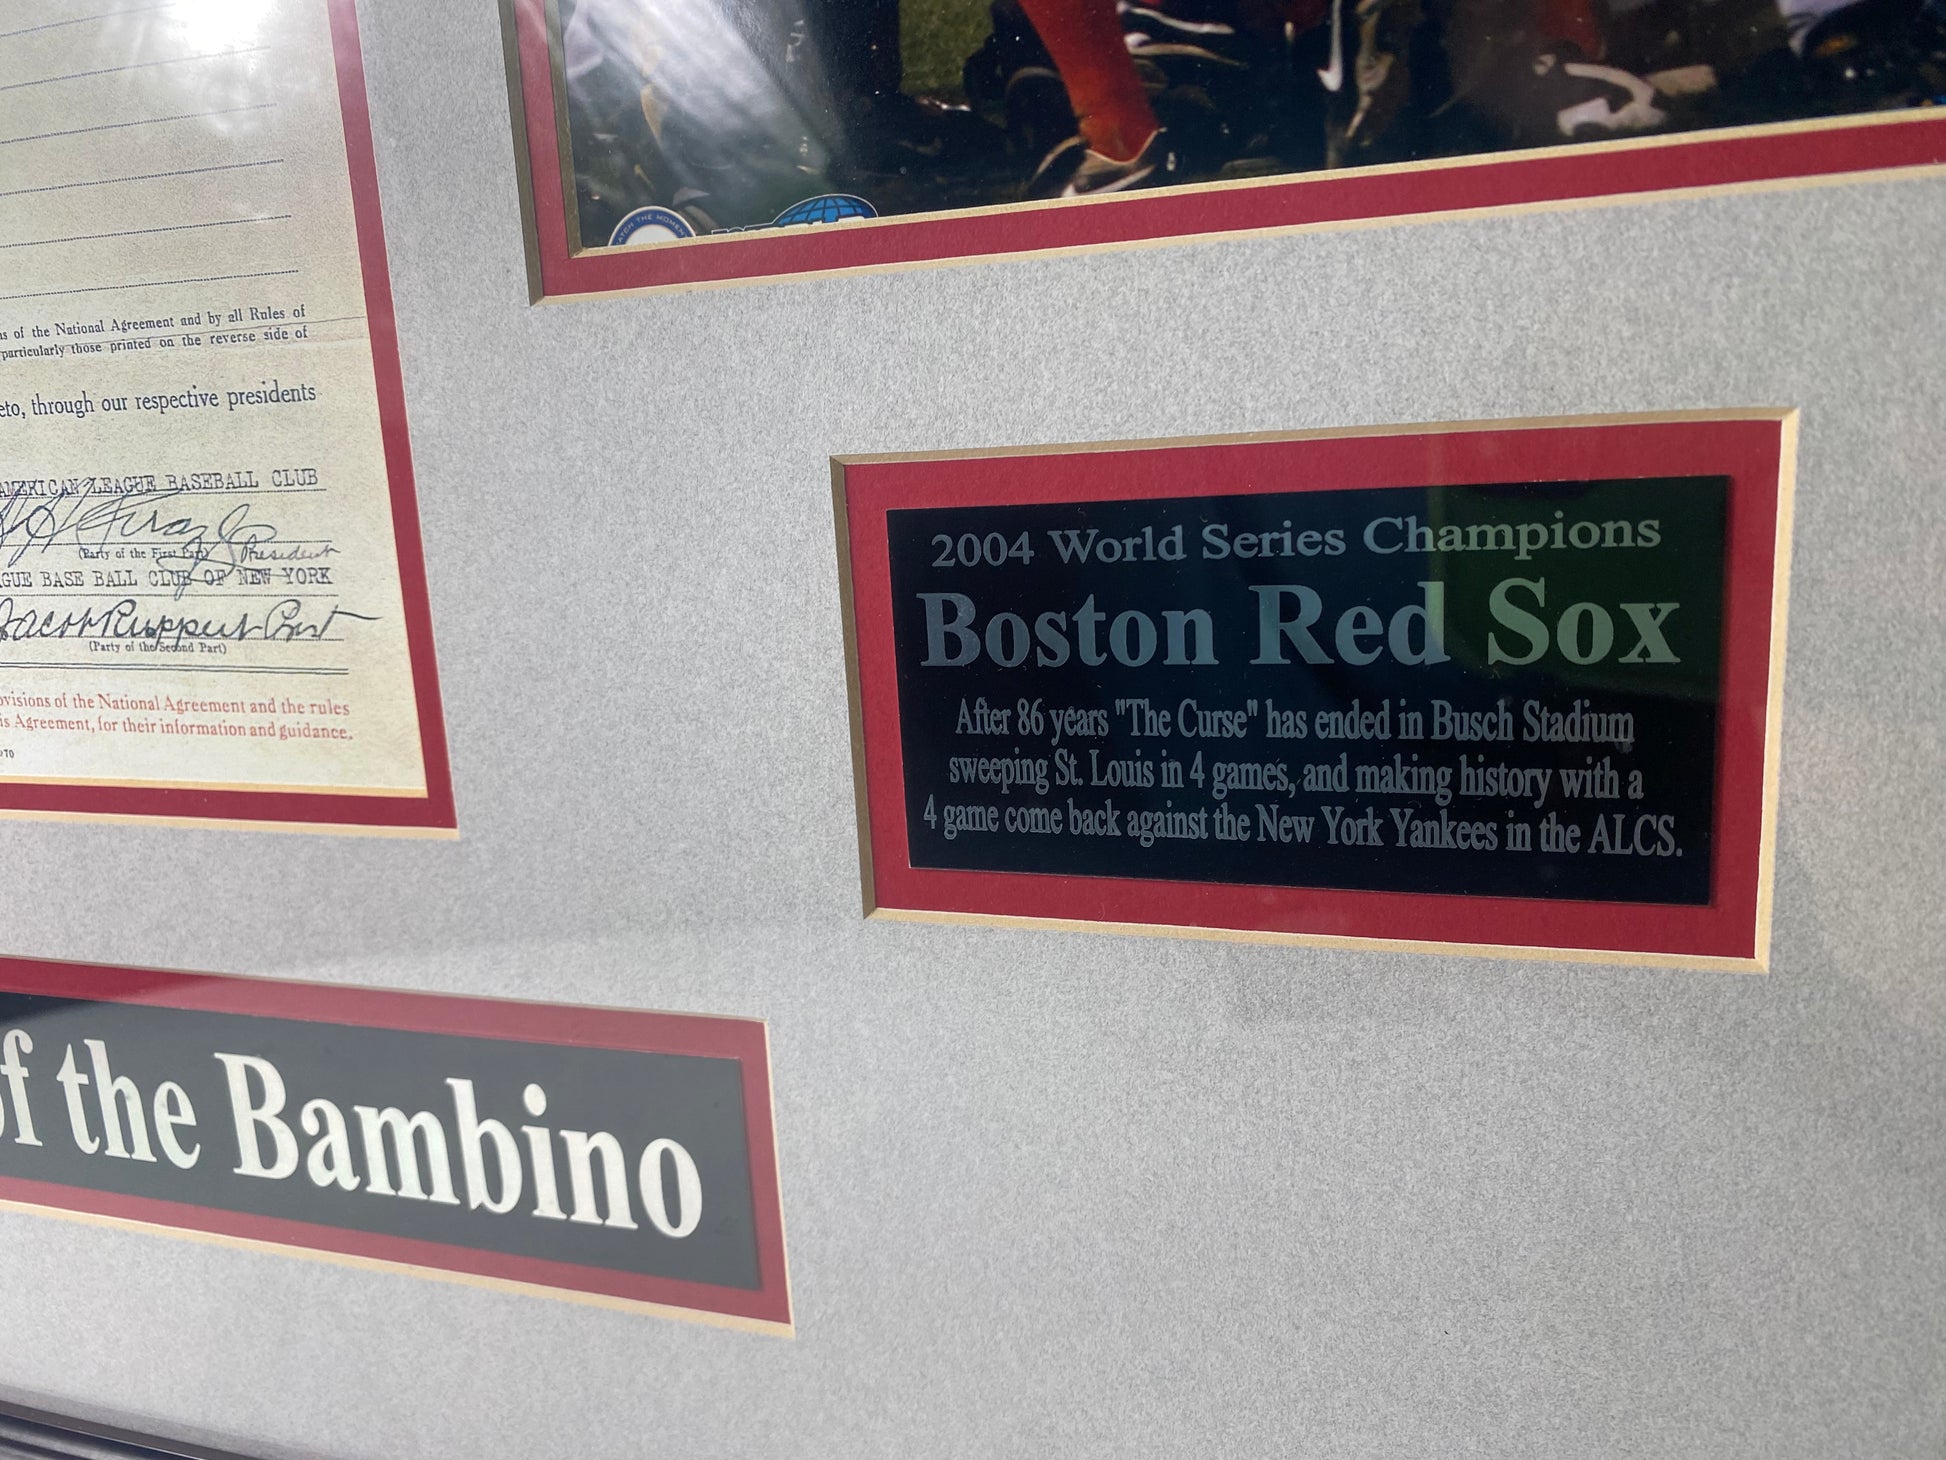 of the National Agreement and by all Rules of
particularly those printed on the reverse side of
through our respective presidents
AMERICAN LEAGUE BASEBALL CLUB
President
(Party of the First Part)
BASE BALL CLUB OF NEW YORK
Jacob Ruppert Prst
(Party of the Second Part)
of the National Agreement and the rules
Agreement, for their information and guidance.
of the Bambino
THE MOMENT
2004 World Series Champions
Boston Red Sox
After 86 years "The Curse" has ended in Busch Stadium
sweeping St. Louis in 4 games, and making history with a
4 game come back against the New York Yankees in the ALCS.